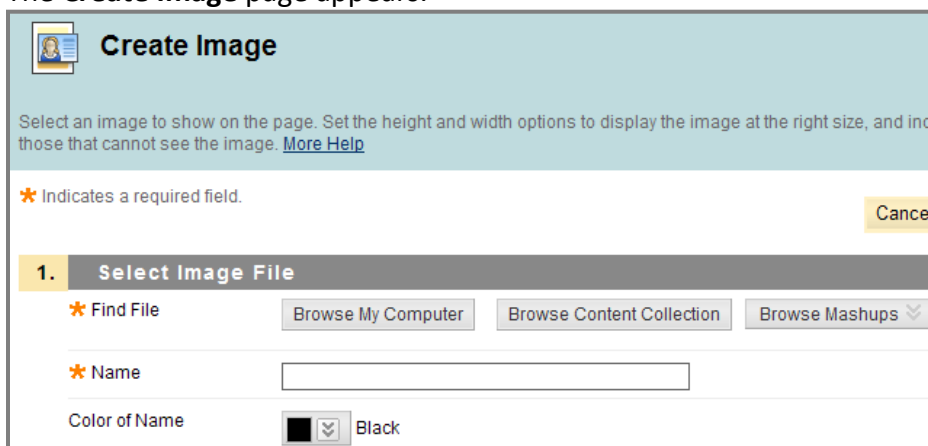 Create Image
Select an image to show on the page. Set the height and width options to display the image at the right size, and
those that cannot see the image. More Help
Indicates a required field.
1. Select Image File
Find File Browse My Computer Browse Content Collection Browse Mashups
Name
Color of Name Black